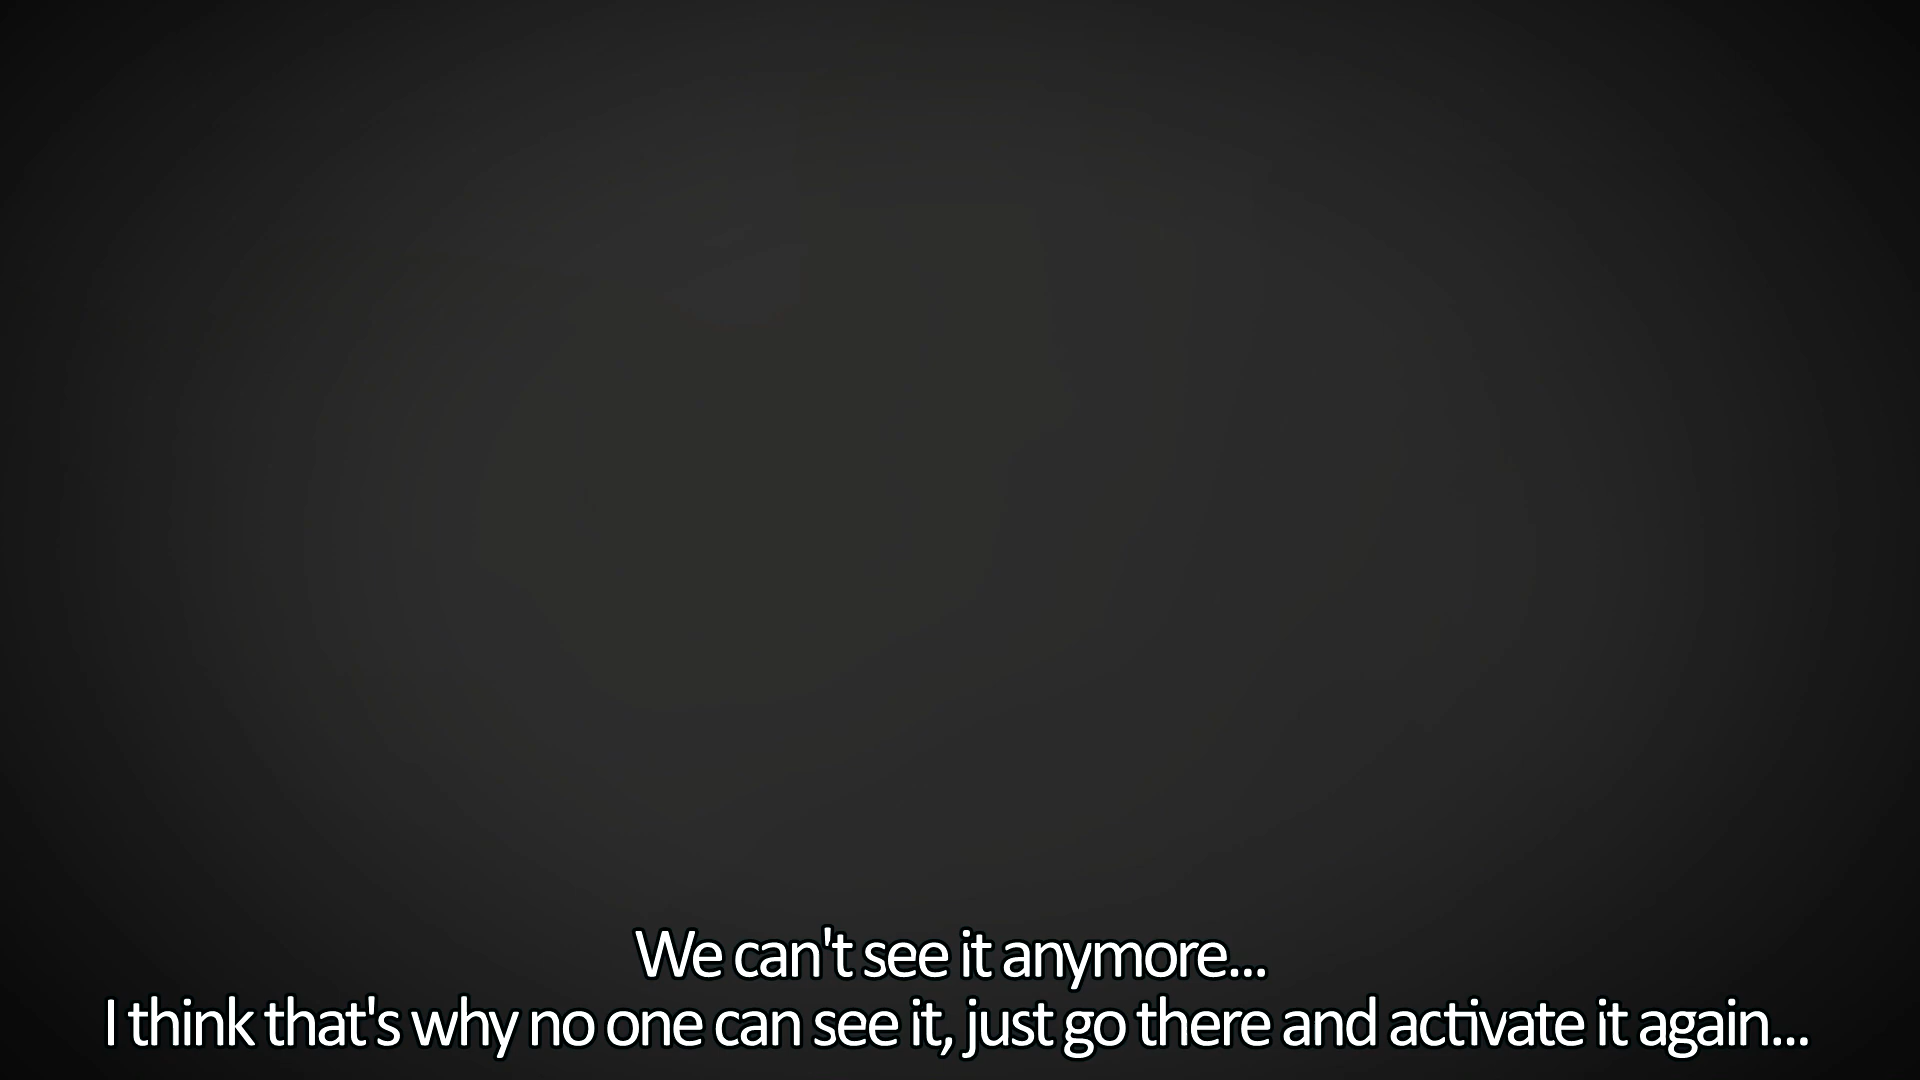 We can't see it anymore...
I think that's why no one can see it, just go there and activate it again...